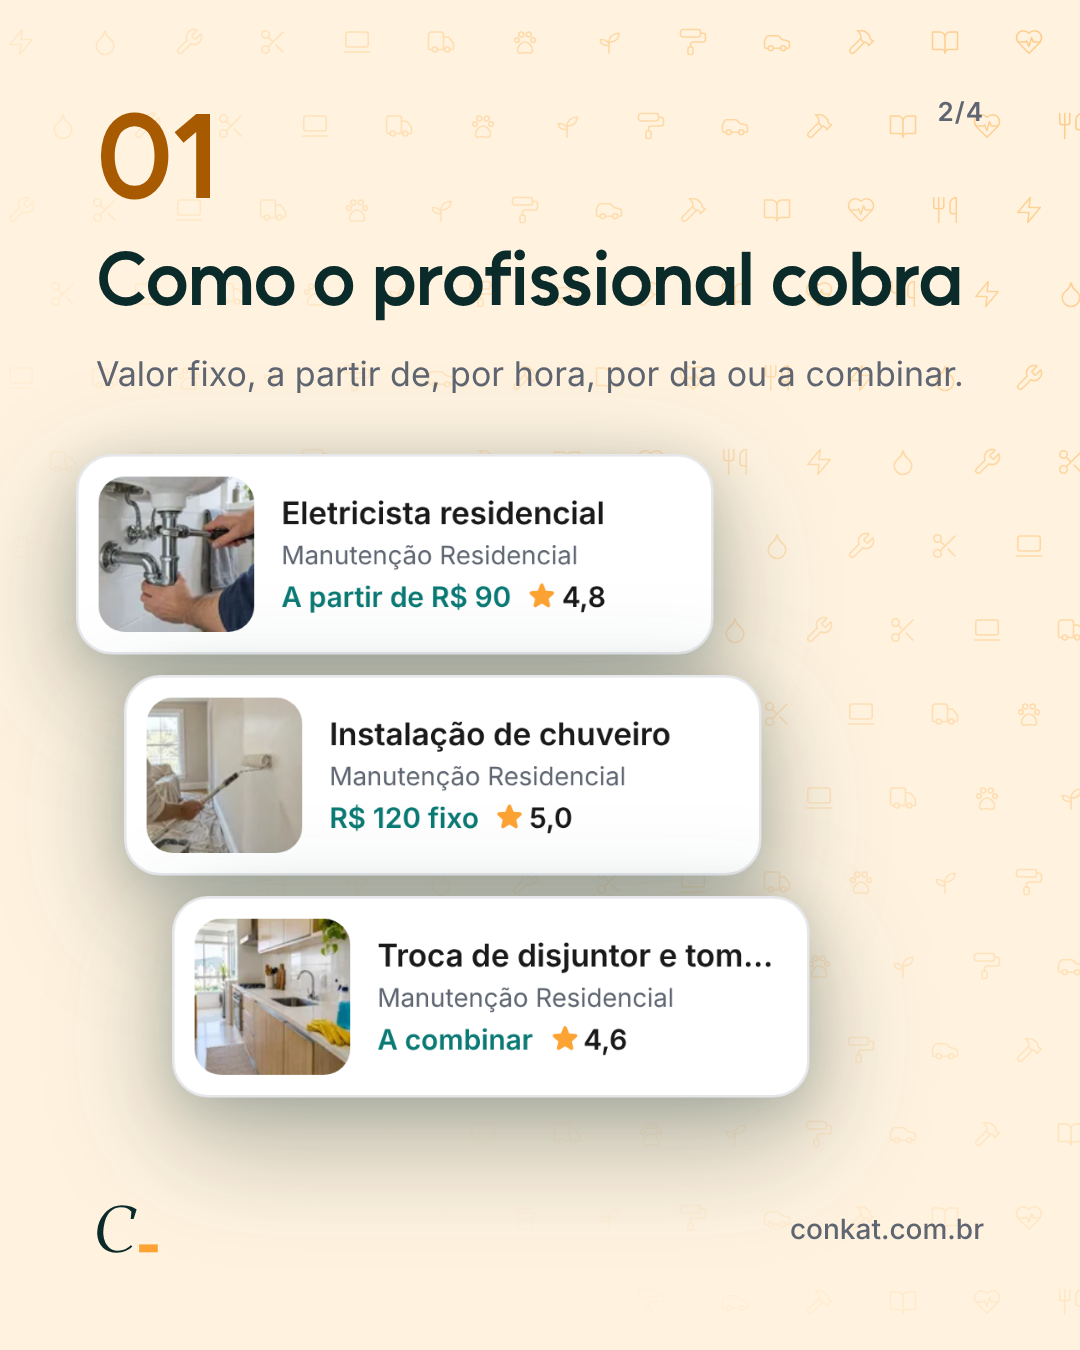 2/4
01
Como o profissional cobra
Valor fixo, a partir de, por hora, por dia ou a combinar.
Eletricista residencial
Manutenção Residencial
A partir de R$ 90 4,8
Instalação de chuveiro
Manutenção Residencial
R$ 120 fixo 5,0
Troca de disjuntor e tom...
Manutenção Residencial
A combinar 4,6
C_
conkat.com.br